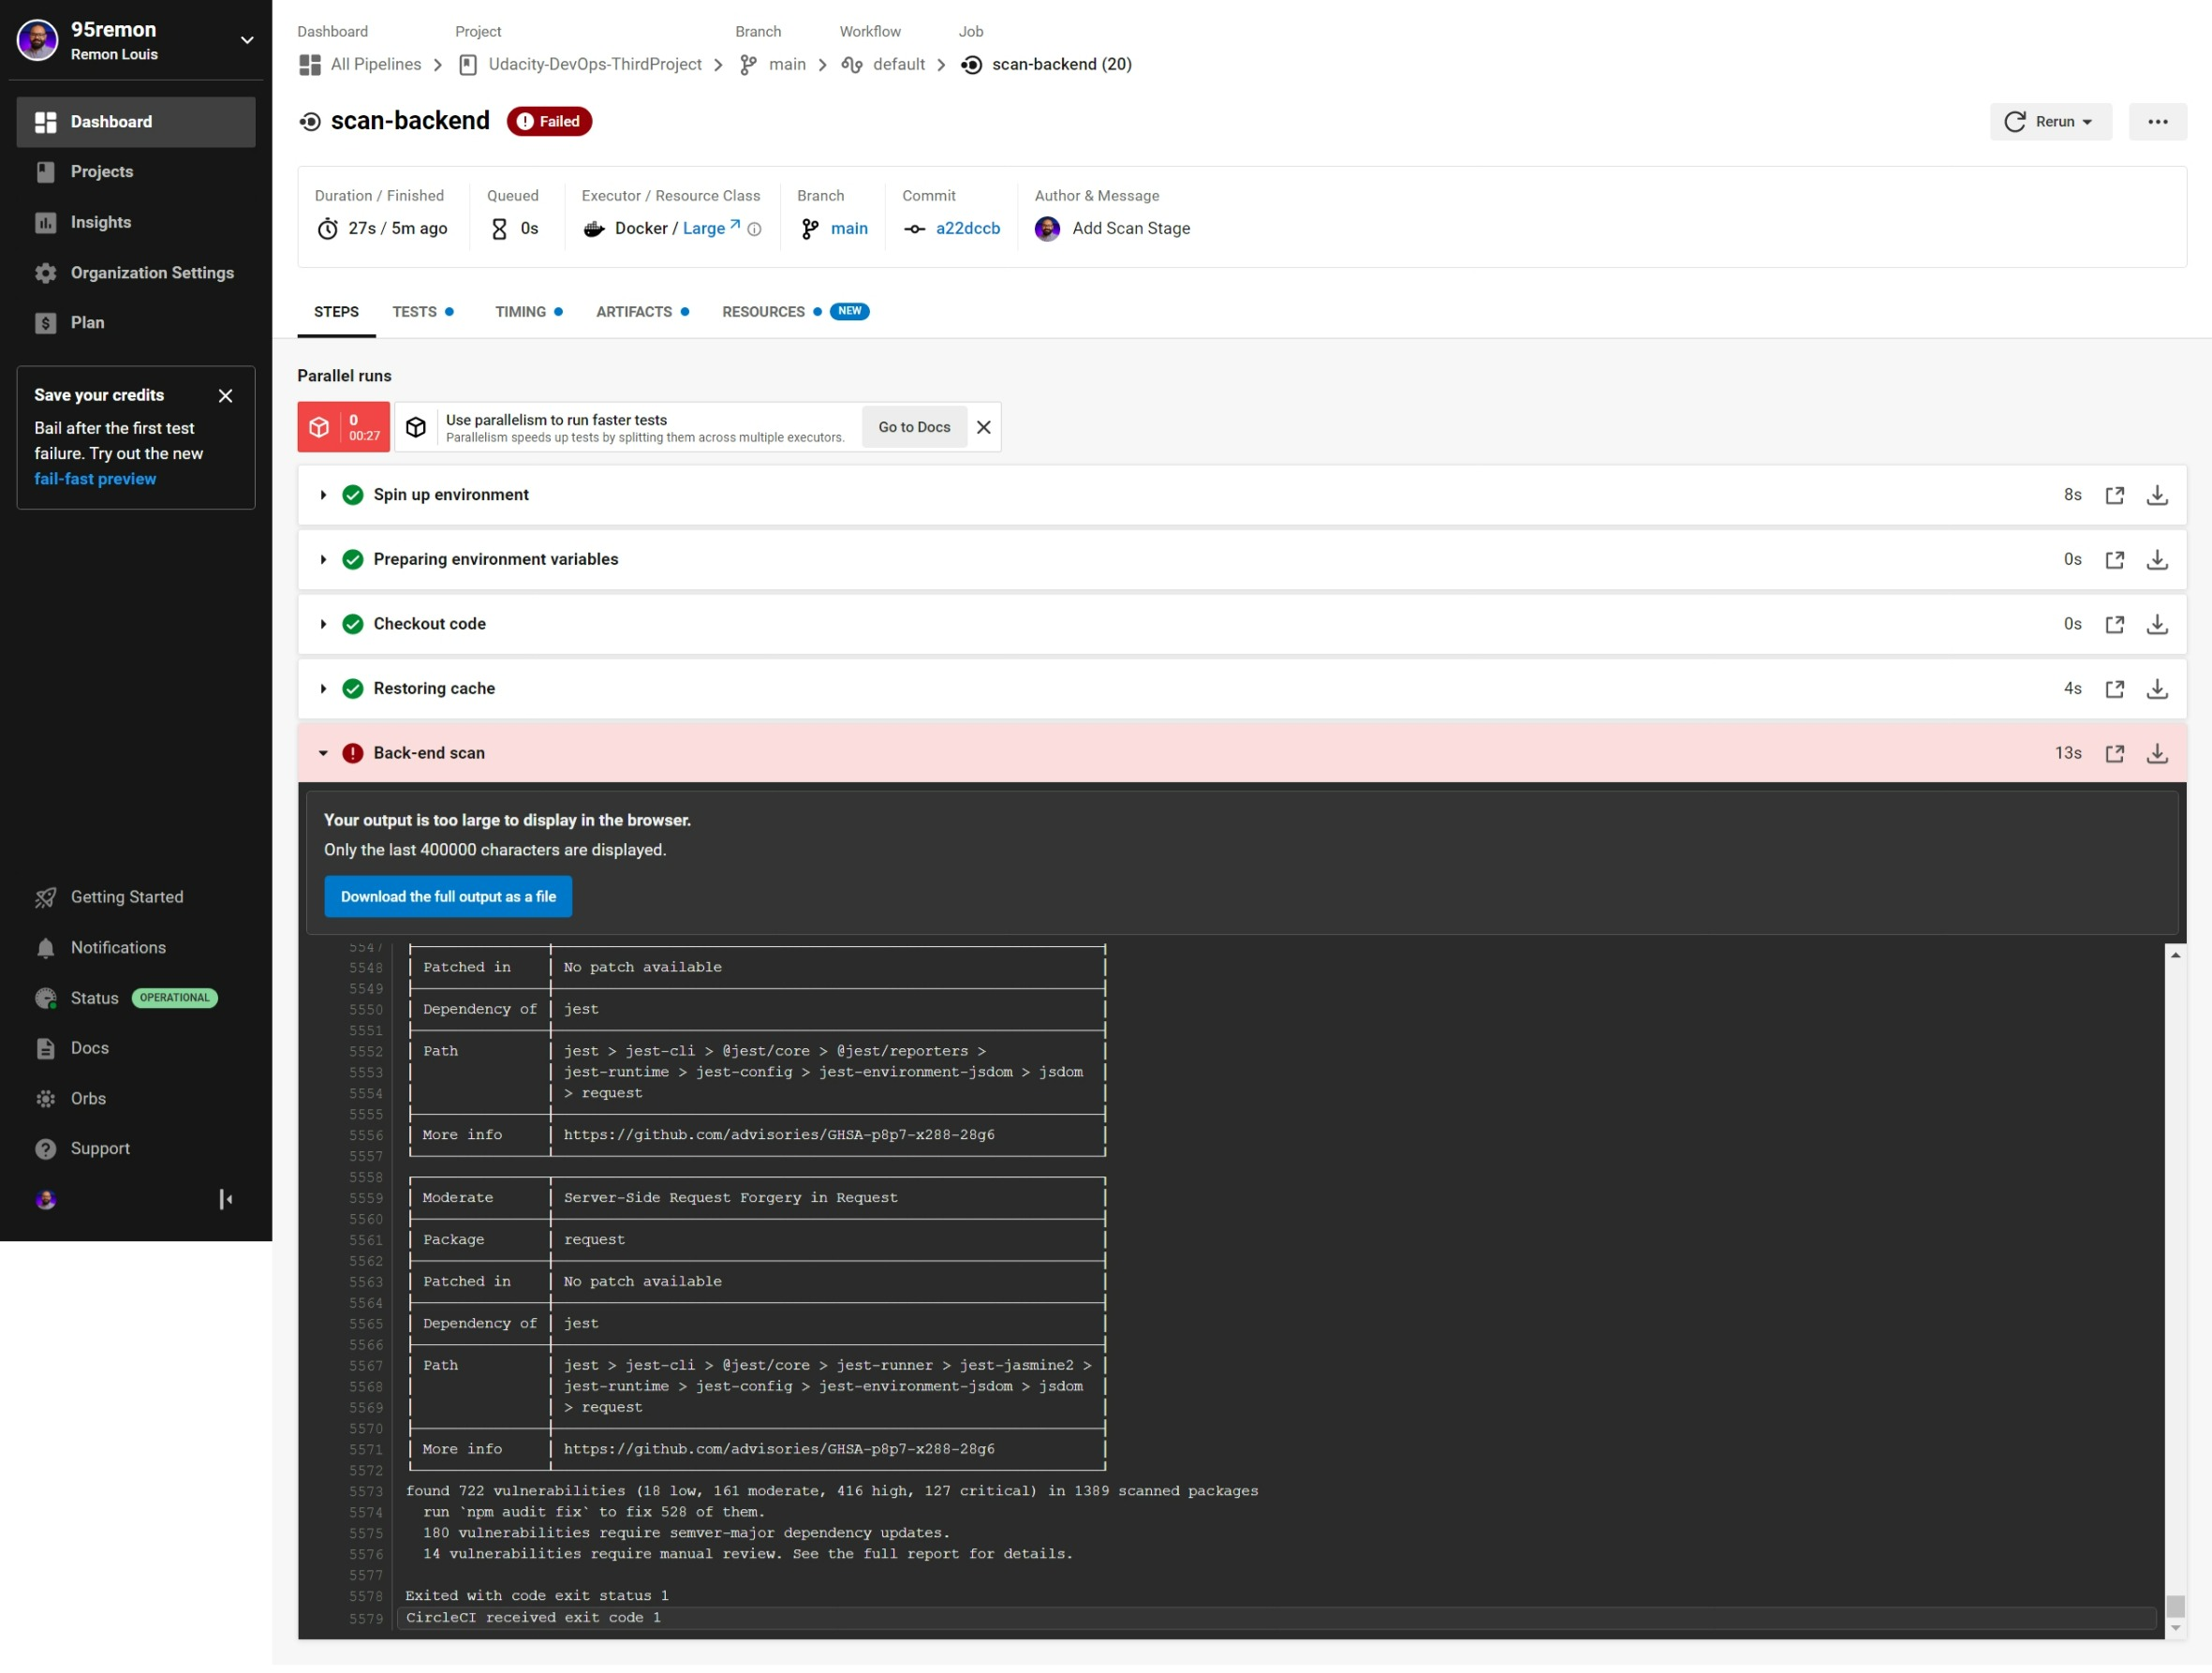 95remon
Remon Louis
Dashboard
Projects
Insights
Organization Settings
Plan
Save your credits
Bail after the first test
failure. Try out the new
fail-fast preview
Getting Started
Notifications
Status OPERATIONAL
Docs
Orbs
Support
Dashboard Project Branch Workflow Job
All Pipelines Udacity-DevOps-ThirdProject main default scan-backend (20)
scan-backend Failed
Rerun
Duration / Finished Queued Executor / Resource Class Branch Commit Author & Message
27s / 5m ago 0s Docker / Large main a22dccb Add Scan Stage
STEPS TESTS TIMING ARTIFACTS RESOURCES NEW
Parallel runs
0
00:27
Use parallelism to run faster tests
Parallelism speeds up tests by splitting them across multiple executors.
Go to Docs
Spin up environment 8s
Preparing environment variables 0s
Checkout code 0s
Restoring cache 4s
Back-end scan 13s
Your output is too large to display in the browser.
Only the last 400000 characters are displayed.
Download the full output as a file
5547
5548 Patched in No patch available
5549
5550 Dependency of jest
5551
5552 Path jest > jest-cli > @jest/core > @jest/reporters >
5553 jest-runtime > jest-config > jest-environment-jsdom > jsdom
5554 > request
5555
5556 More info https://github.com/advisories/GHSA-p8p7-x288-28g6
5557
5558
5559 Moderate Server-Side Request Forgery in Request
5560
5561 Package request
5562
5563 Patched in No patch available
5564
5565 Dependency of jest
5566
5567 Path jest > jest-cli > @jest/core > jest-runner > jest-jasmine2 >
5568 jest-runtime > jest-config > jest-environment-jsdom > jsdom
5569 > request
5570
5571 More info https://github.com/advisories/GHSA-p8p7-x288-28g6
5572
5573 found 722 vulnerabilities (18 low, 161 moderate, 416 high, 127 critical) in 1389 scanned packages
5574 run `npm audit fix` to fix 528 of them.
5575 180 vulnerabilities require semver-major dependency updates.
5576 14 vulnerabilities require manual review. See the full report for details.
5577
5578 Exited with code exit status 1
5579 CircleCI received exit code 1